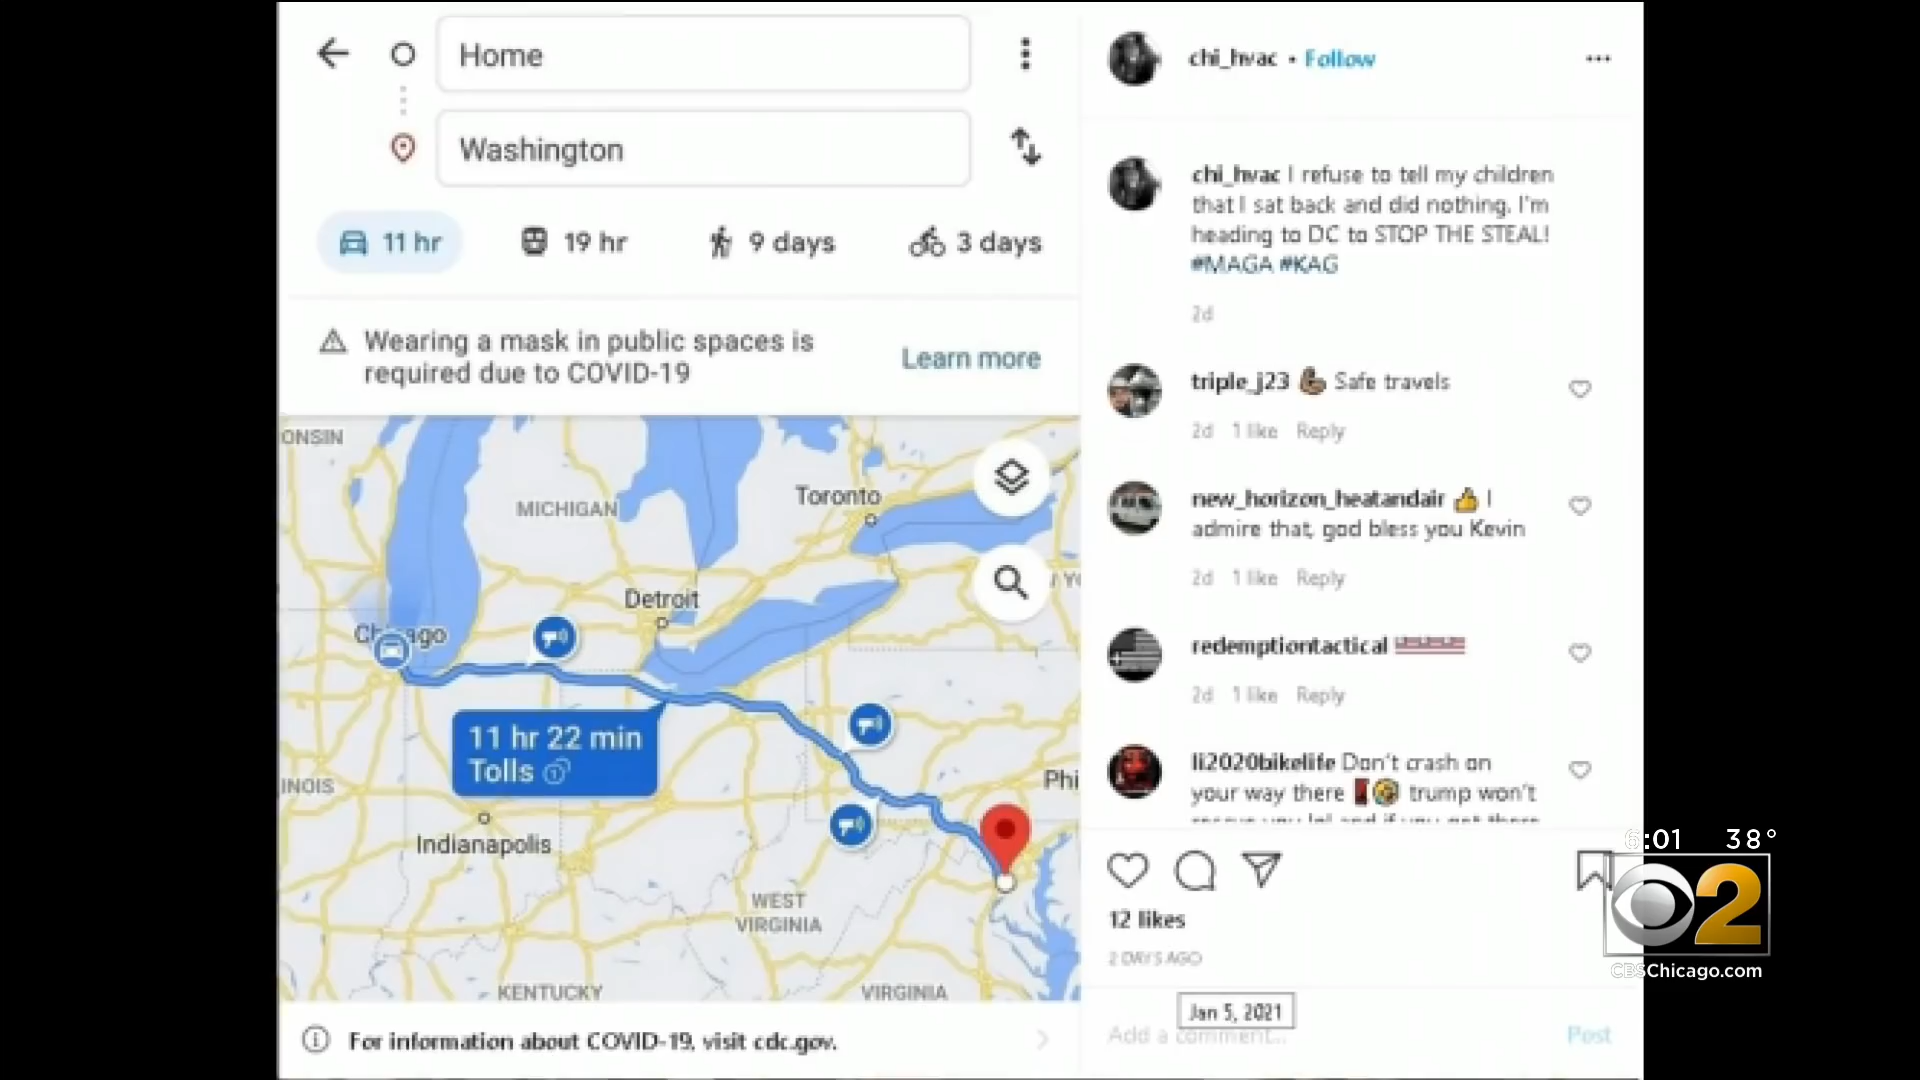 Home
Washington
11 hr
19 hr
9 days
3 days
Wearing a mask in public spaces is
required due to COVID-19
Learn more
ONSIN
MICHIGAN
Toronto
Detroit
Chicago
11 hr 22 min
Tolls
INOIS
Indianapolis
Phi
WEST
VIRGINIA
KENTUCKY
VIRGINIA
For information about COVID-19, visit cdc.gov.
chi_hvac • Follow
chi_hvac I refuse to tell my children
that I sat back and did nothing. I'm
heading to DC to STOP THE STEAL!
#MAGA #KAG
2d
triple_j23 Safe travels
2d 1 like Reply
new_horizon_heatandair I
admire that, god bless you Kevin
2d 1 like Reply
redemptiontactical
2d 1 like Reply
li2020bikelife Don't crash on
your way there trump won't
12 likes
2 DAYS AGO
Jan 5, 2021
Add a comment...
Post
6:01 38°
2
CBSChicago.com